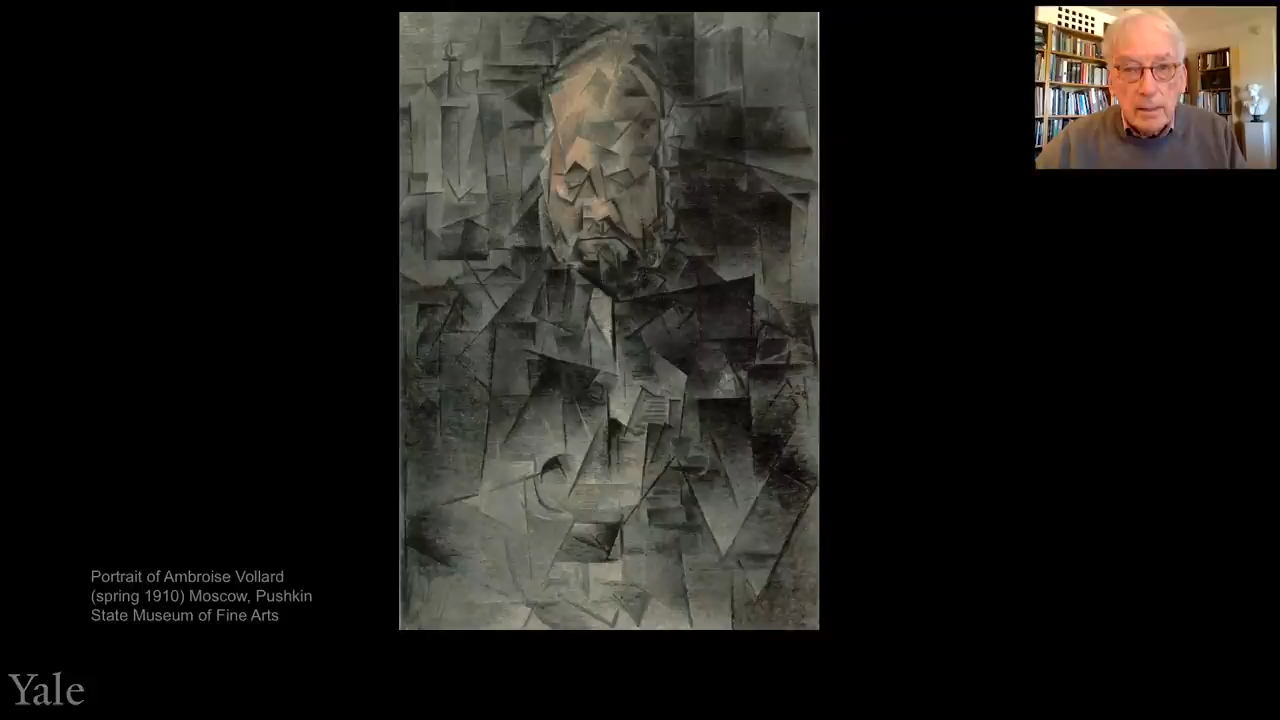 Portrait of Ambroise Vollard
(spring 1910) Moscow, Pushkin
State Museum of Fine Arts
Yale